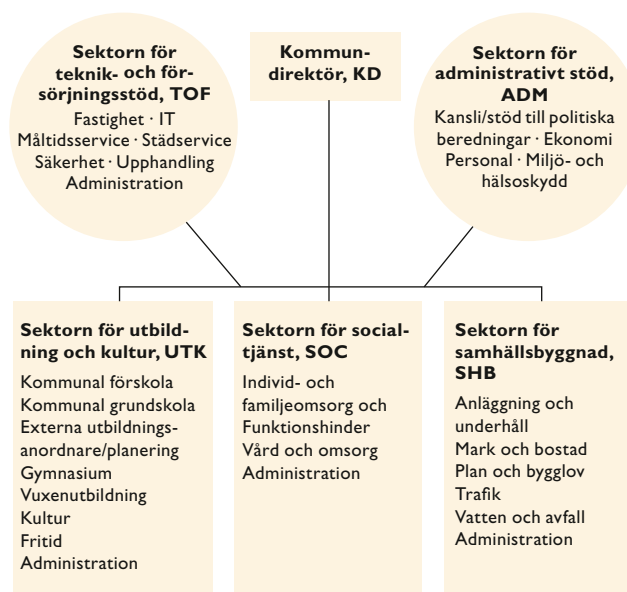 Sektorn för
teknik- och för-
sörjningsstöd, TOF
Fastighet · IT
Måltidsservice · Städservice
Säkerhet · Upphandling
Administration
Kommun-
direktör, KD
Sektorn för
administrativt stöd,
ADM
Kansli/stöd till politiska
beredningar · Ekonomi
Personal · Miljö- och
hälsoskydd
Sektorn för utbild-
ning och kultur, UTK
Kommunal förskola
Kommunal grundskola
Externa utbildnings-
anordnare/planering
Gymnasium
Vuxenutbildning
Kultur
Fritid
Administration
Sektorn för social-
tjänst, SOC
Individ- och
familjeomsorg och
Funktionshinder
Vård och omsorg
Administration
Sektorn för
samhällsbyggnad,
SHB
Anläggning och
underhåll
Mark och bostad
Plan och bygglov
Trafik
Vatten och avfall
Administration